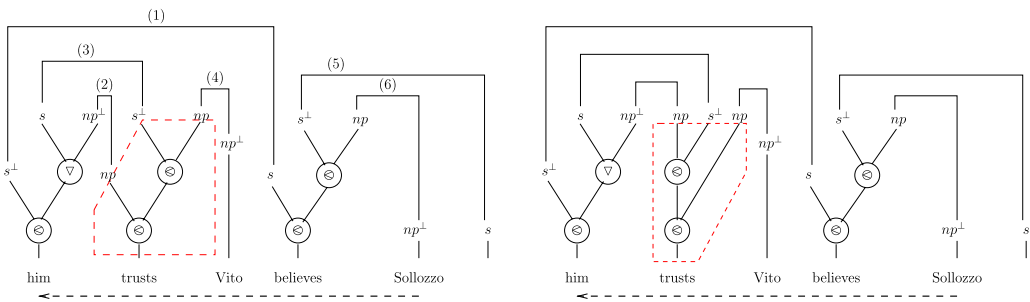 (1)
(3) (5)
(2) (4) (6)
s np⊥ s⊥ np s⊥ np s np⊥ np s⊥ np s⊥ np
np⊥ np⊥
s⊥ np s s⊥ s
▽ ⋖ ⋖ ▽ ⋖ ⋖
⋖ ⋖ ⋖ np⊥ s ⋖ ⋖ ⋖ np⊥ s
him trusts Vito believes Sollozzo him trusts Vito believes Sollozzo